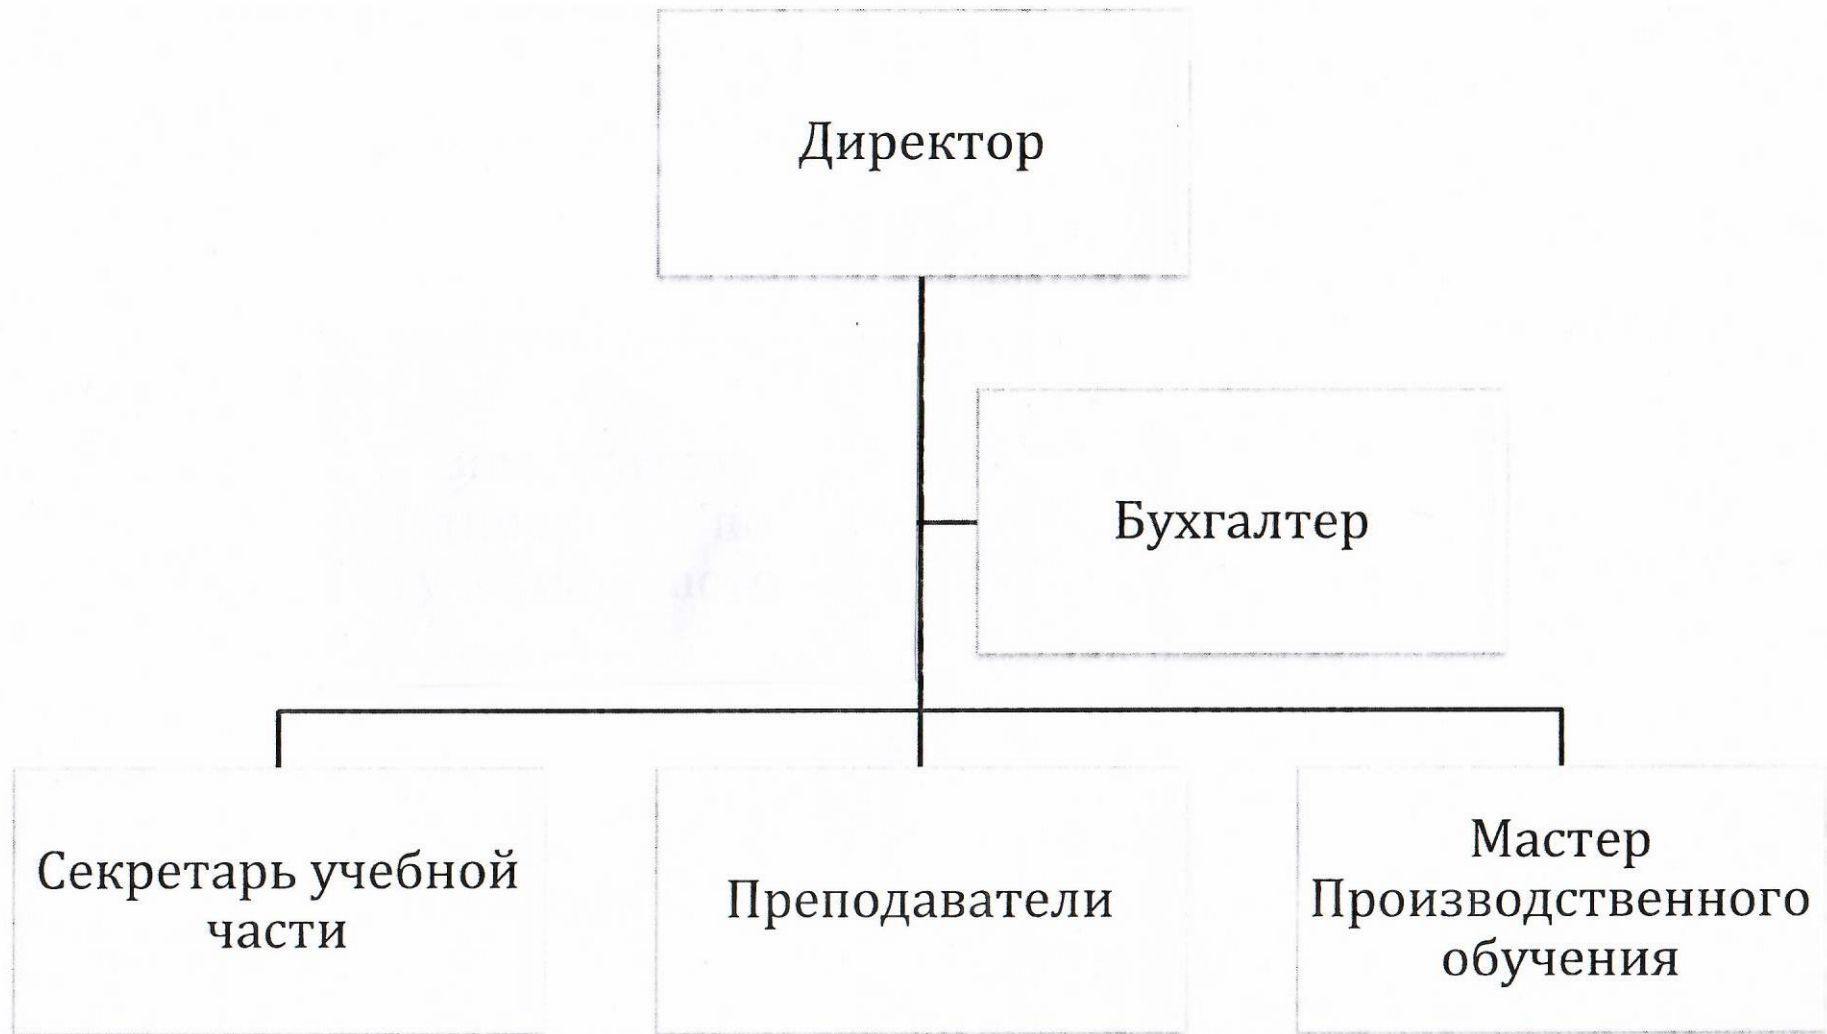 Директор
Бухгалтер
Секретарь учебной
части
Преподаватели
Мастер
Производственного
обучения